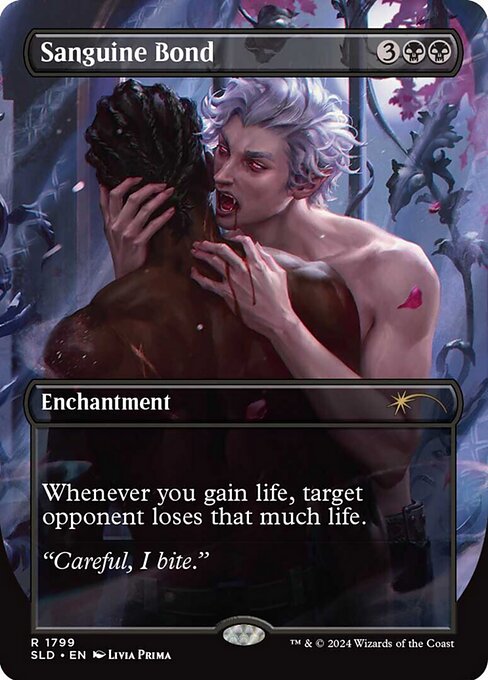 Sanguine Bond 3
Enchantment
Whenever you gain life, target
opponent loses that much life.
“Careful, I bite.”
R 1799
SLD • EN Livia Prima
™ & © 2024 Wizards of the Coast